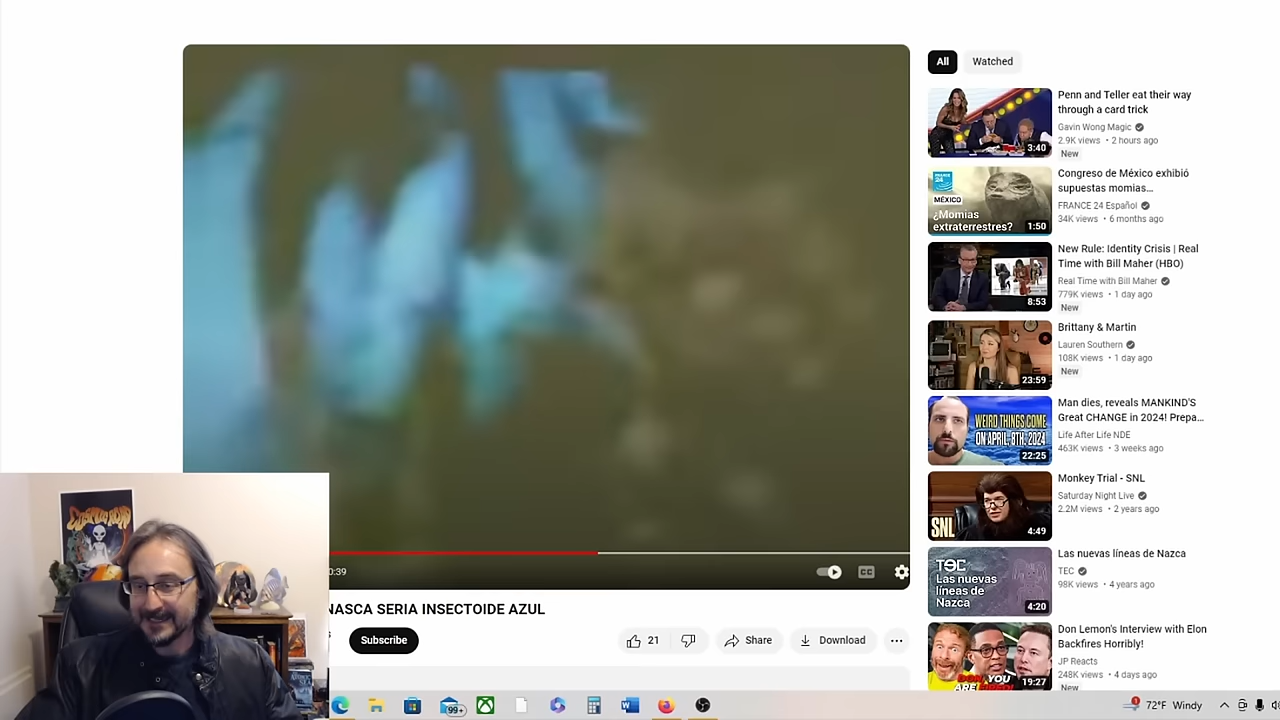 All
Watched
Penn and Teller eat their way
through a card trick
Gavin Wong Magic
2.9K views • 2 hours ago
New
3:40
Congreso de México exhibió
supuestas momias…
FRANCE 24 Español
34K views • 6 months ago
FRANCE
24
MÉXICO
¿Momias
extraterrestres?
1:50
New Rule: Identity Crisis | Real
Time with Bill Maher (HBO)
Real Time with Bill Maher
779K views • 1 day ago
New
8:53
Brittany & Martin
Lauren Southern
108K views • 1 day ago
New
23:59
Man dies, reveals MANKIND'S
Great CHANGE in 2024! Prepa…
Life After Life NDE
463K views • 3 weeks ago
WEIRD THINGS COME
ON APRIL 8TH, 2024
22:25
Monkey Trial - SNL
Saturday Night Live
2.2M views • 2 years ago
SNL
4:49
Las nuevas líneas de Nazca
TEC
98K views • 4 years ago
TEC
Las nuevas
líneas de
Nazca
4:20
Don Lemon's Interview with Elon
Backfires Horribly!
JP Reacts
248K views • 4 days ago
New
DON, YOU
ARE FIRED!
19:27
0:39
CC
NASCA SERIA INSECTOIDE AZUL
s
Subscribe
21
Share
Download
99+
72°F Windy